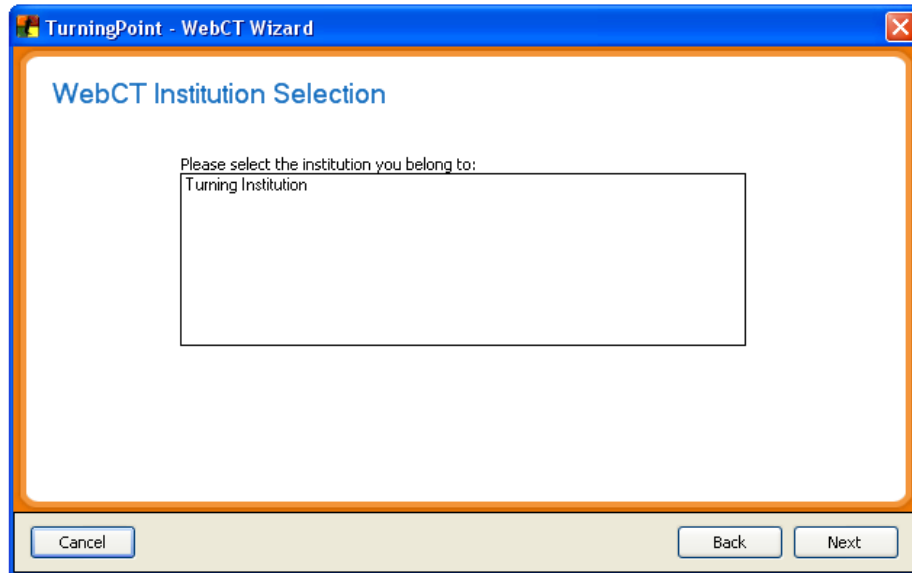 TurningPoint - WebCT Wizard
WebCT Institution Selection
Please select the institution you belong to:
Turning Institution
Cancel
Back
Next